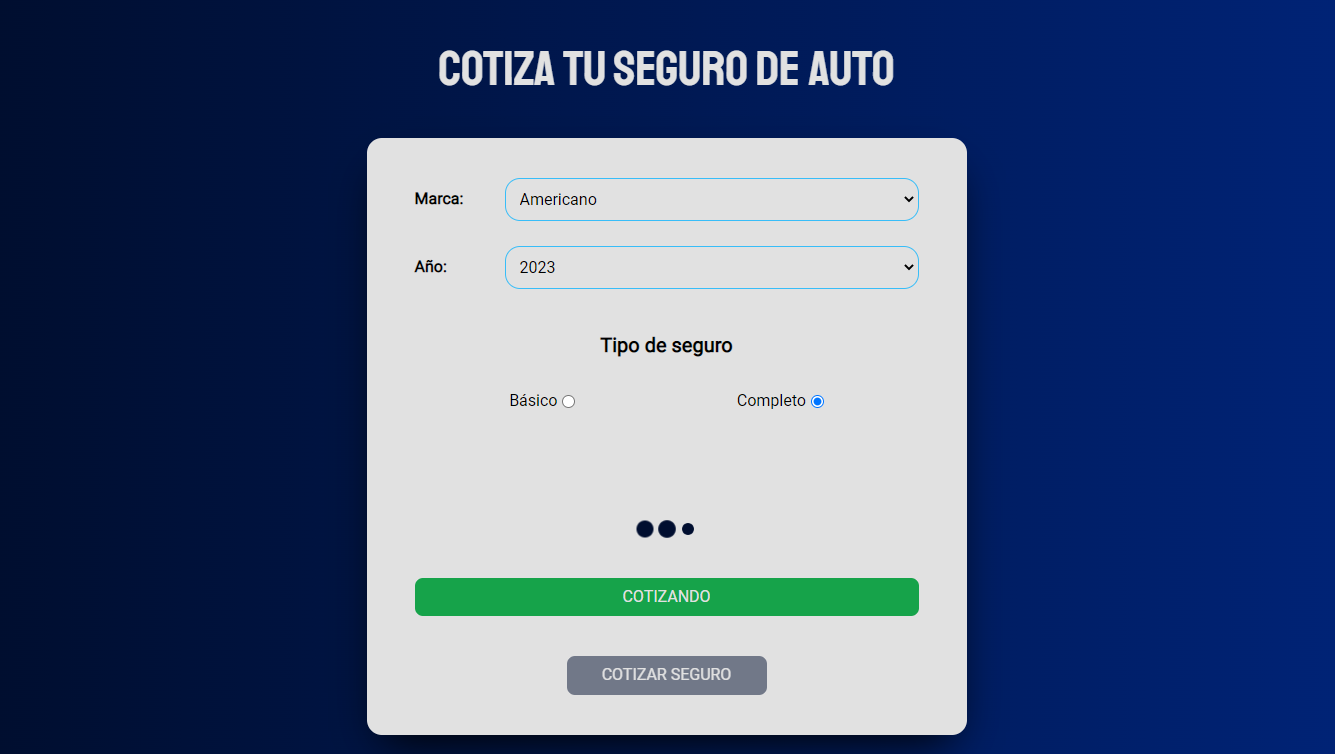 COTIZA TU SEGURO DE AUTO
Marca: Americano
Año: 2023
Tipo de seguro
Básico Completo
COTIZANDO
COTIZAR SEGURO